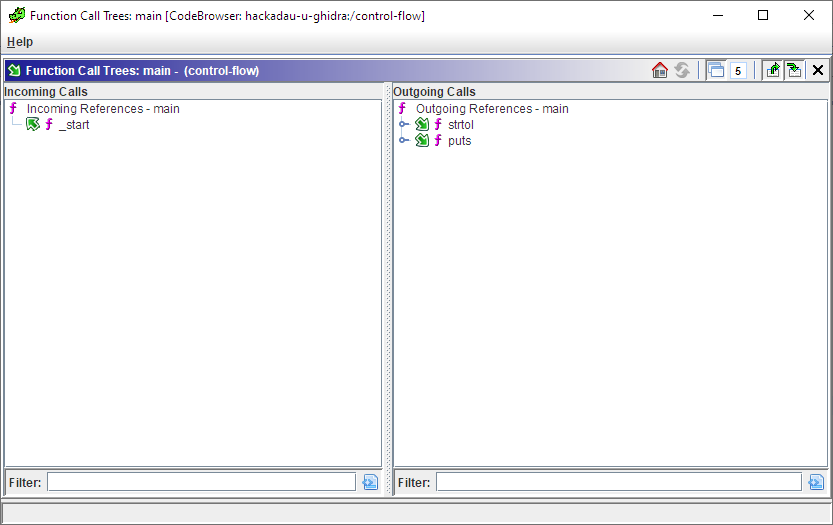 Function Call Trees: main [CodeBrowser: hackadau-u-ghidra:/control-flow]
Help
Function Call Trees: main - (control-flow)
5
Incoming Calls
Incoming References - main
_start
Outgoing Calls
Outgoing References - main
strtol
puts
Filter:
Filter: